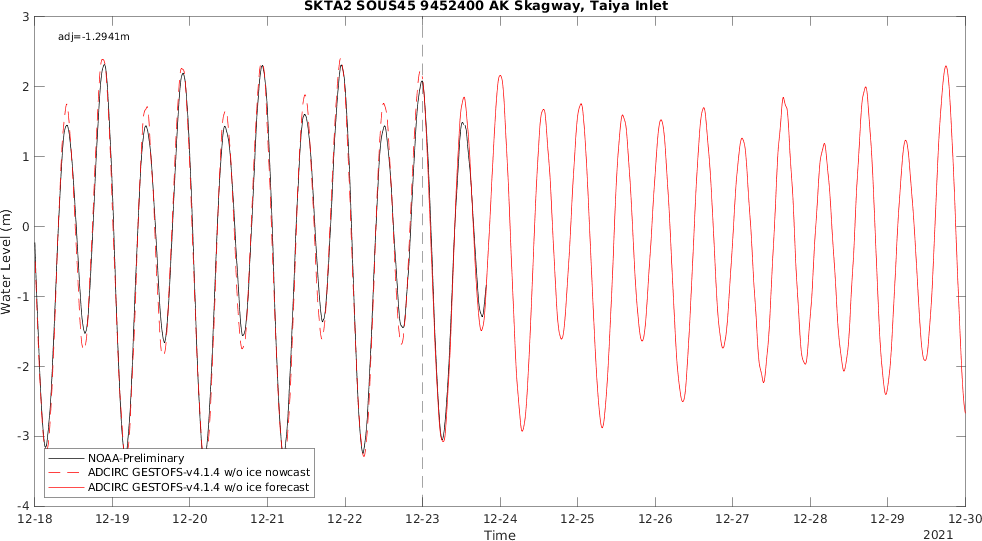 SKTA2 SOUS45 9452400 AK Skagway, Taiya Inlet
adj=-1.2941m
3
2
1
0
-1
-2
-3
-4
Water Level (m)
NOAA-Preliminary
ADCIRC GESTOFS-v4.1.4 w/o ice nowcast
ADCIRC GESTOFS-v4.1.4 w/o ice forecast
12-18 12-19 12-20 12-21 12-22 12-23 12-24 12-25 12-26 12-27 12-28 12-29 12-30
Time
2021